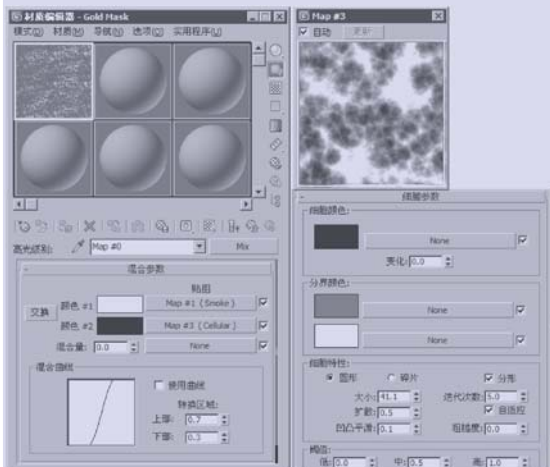 材质编辑器 - Gold Mask
模式(D) 材质(M) 导航(N) 选项(O) 实用程序(U)
高光级别: Map #0 Mix
混合参数
贴图
交换 颜色 #1 Map #1 ( Smoke )
颜色 #2 Map #3 ( Cellular )
混合量: 0.0 None
混合曲线
使用曲线
转换区域:
上部: 0.7
下部: 0.3
Map #3
自动 更新
细胞参数
细胞颜色:
None
变化: 0.0
分界颜色:
None
None
细胞特性:
圆形 碎片 分形
大小: 41.1 迭代次数: 5.0
扩散: 0.5 自适应
凹凸平滑: 0.1 粗糙度: 0.0
阈值:
低: 0.0 中: 0.5 高: 1.0